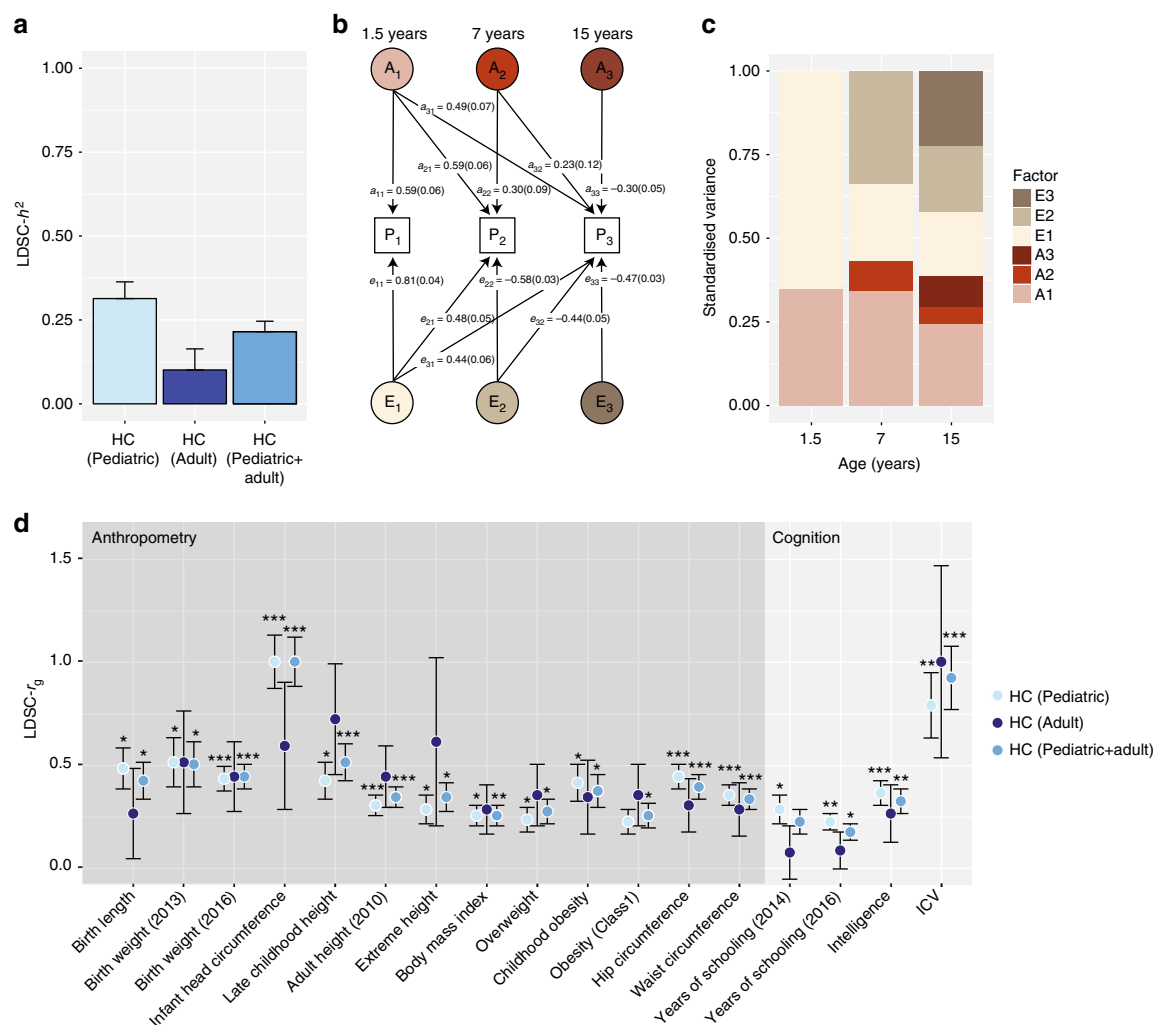 a
1.00
0.75
0.50
0.25
0.00
LDSC-h²
HC
(Pediatric)
HC
(Adult)
HC
(Pediatric+
adult)
b
1.5 years
7 years
15 years
A1
A2
A3
a31 = 0.49(0.07)
a21 = 0.59(0.06)
a32 = 0.23(0.12)
a11 = 0.59(0.06)
a22 = 0.30(0.09)
a33 = −0.30(0.05)
P1
P2
P3
e11 = 0.81(0.04)
e22 = −0.58(0.03)
e33 = −0.47(0.03)
e21 = 0.48(0.05)
e32 = −0.44(0.05)
e31 = 0.44(0.06)
E1
E2
E3
c
1.00
0.75
0.50
0.25
0.00
Standardised variance
1.5
7
15
Age (years)
Factor
E3
E2
E1
A3
A2
A1
d
Anthropometry
Cognition
1.5
1.0
0.5
0.0
LDSC-rg
*
*
*
*
***
***
***
***
*
***
***
***
*
*
*
**
*
*
*
*
*
***
***
***
***
*
**
*
***
**
**
***
Birth length
Birth weight (2013)
Birth weight (2016)
Infant head circumference
Late childhood height
Adult height (2010)
Extreme height
Body mass index
Overweight
Childhood obesity
Obesity (Class1)
Hip circumference
Waist circumference
Years of schooling (2014)
Years of schooling (2016)
Intelligence
ICV
HC (Pediatric)
HC (Adult)
HC (Pediatric+adult)